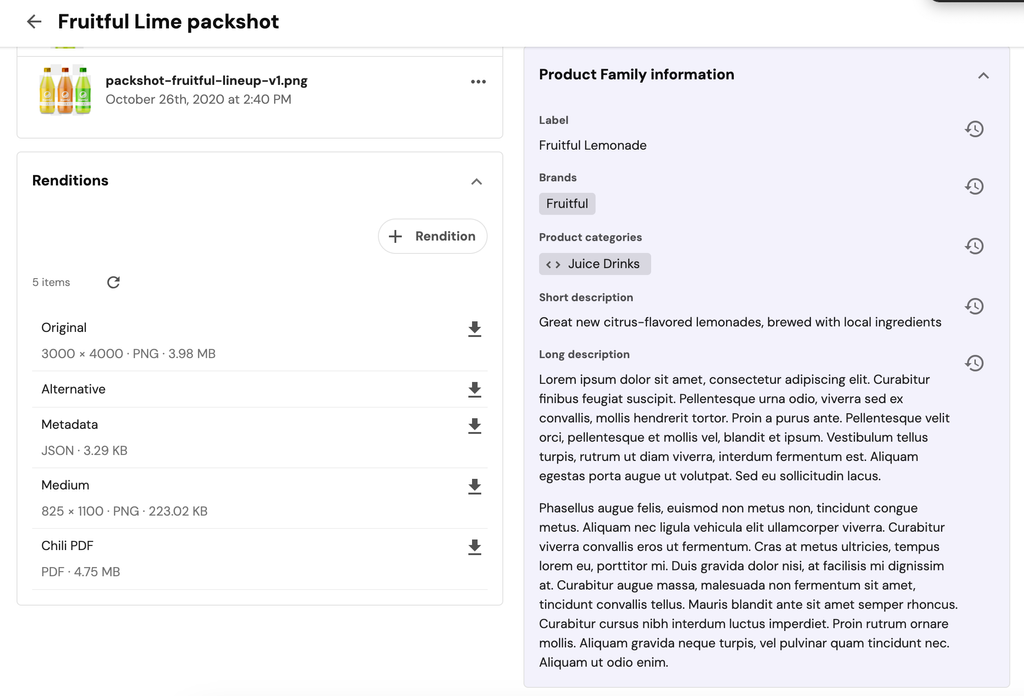 Fruitful Lime packshot
packshot-fruitful-lineup-v1.png
October 26th, 2020 at 2:40 PM
Renditions
Rendition
5 items
Original
3000 × 4000 · PNG · 3.98 MB
Alternative
Metadata
JSON · 3.29 KB
Medium
825 × 1100 · PNG · 223.02 KB
Chili PDF
PDF · 4.75 MB
Product Family information
Label
Fruitful Lemonade
Brands
Fruitful
Product categories
Juice Drinks
Short description
Great new citrus-flavored lemonades, brewed with local ingredients
Long description
Lorem ipsum dolor sit amet, consectetur adipiscing elit. Curabitur
finibus feugiat suscipit. Pellentesque urna odio, viverra sed ex
convallis, mollis hendrerit tortor. Proin a purus ante. Pellentesque velit
orci, pellentesque et mollis vel, blandit et ipsum. Vestibulum tellus
turpis, rutrum ut diam viverra, interdum fermentum est. Aliquam
egestas porta augue ut volutpat. Sed eu sollicitudin lacus.
Phasellus augue felis, euismod non metus non, tincidunt congue
metus. Aliquam nec ligula vehicula elit ullamcorper viverra. Curabitur
viverra convallis eros ut fermentum. Cras at metus ultricies, tempus
lorem eu, porttitor mi. Duis gravida dolor nisi, at facilisis mi dignissim
at. Curabitur augue massa, malesuada non fermentum sit amet,
tincidunt convallis tellus. Mauris blandit ante sit amet semper rhoncus.
Curabitur cursus nibh interdum luctus imperdiet. Proin rutrum ornare
mollis. Aliquam gravida neque turpis, vel pulvinar quam tincidunt nec.
Aliquam ut odio enim.